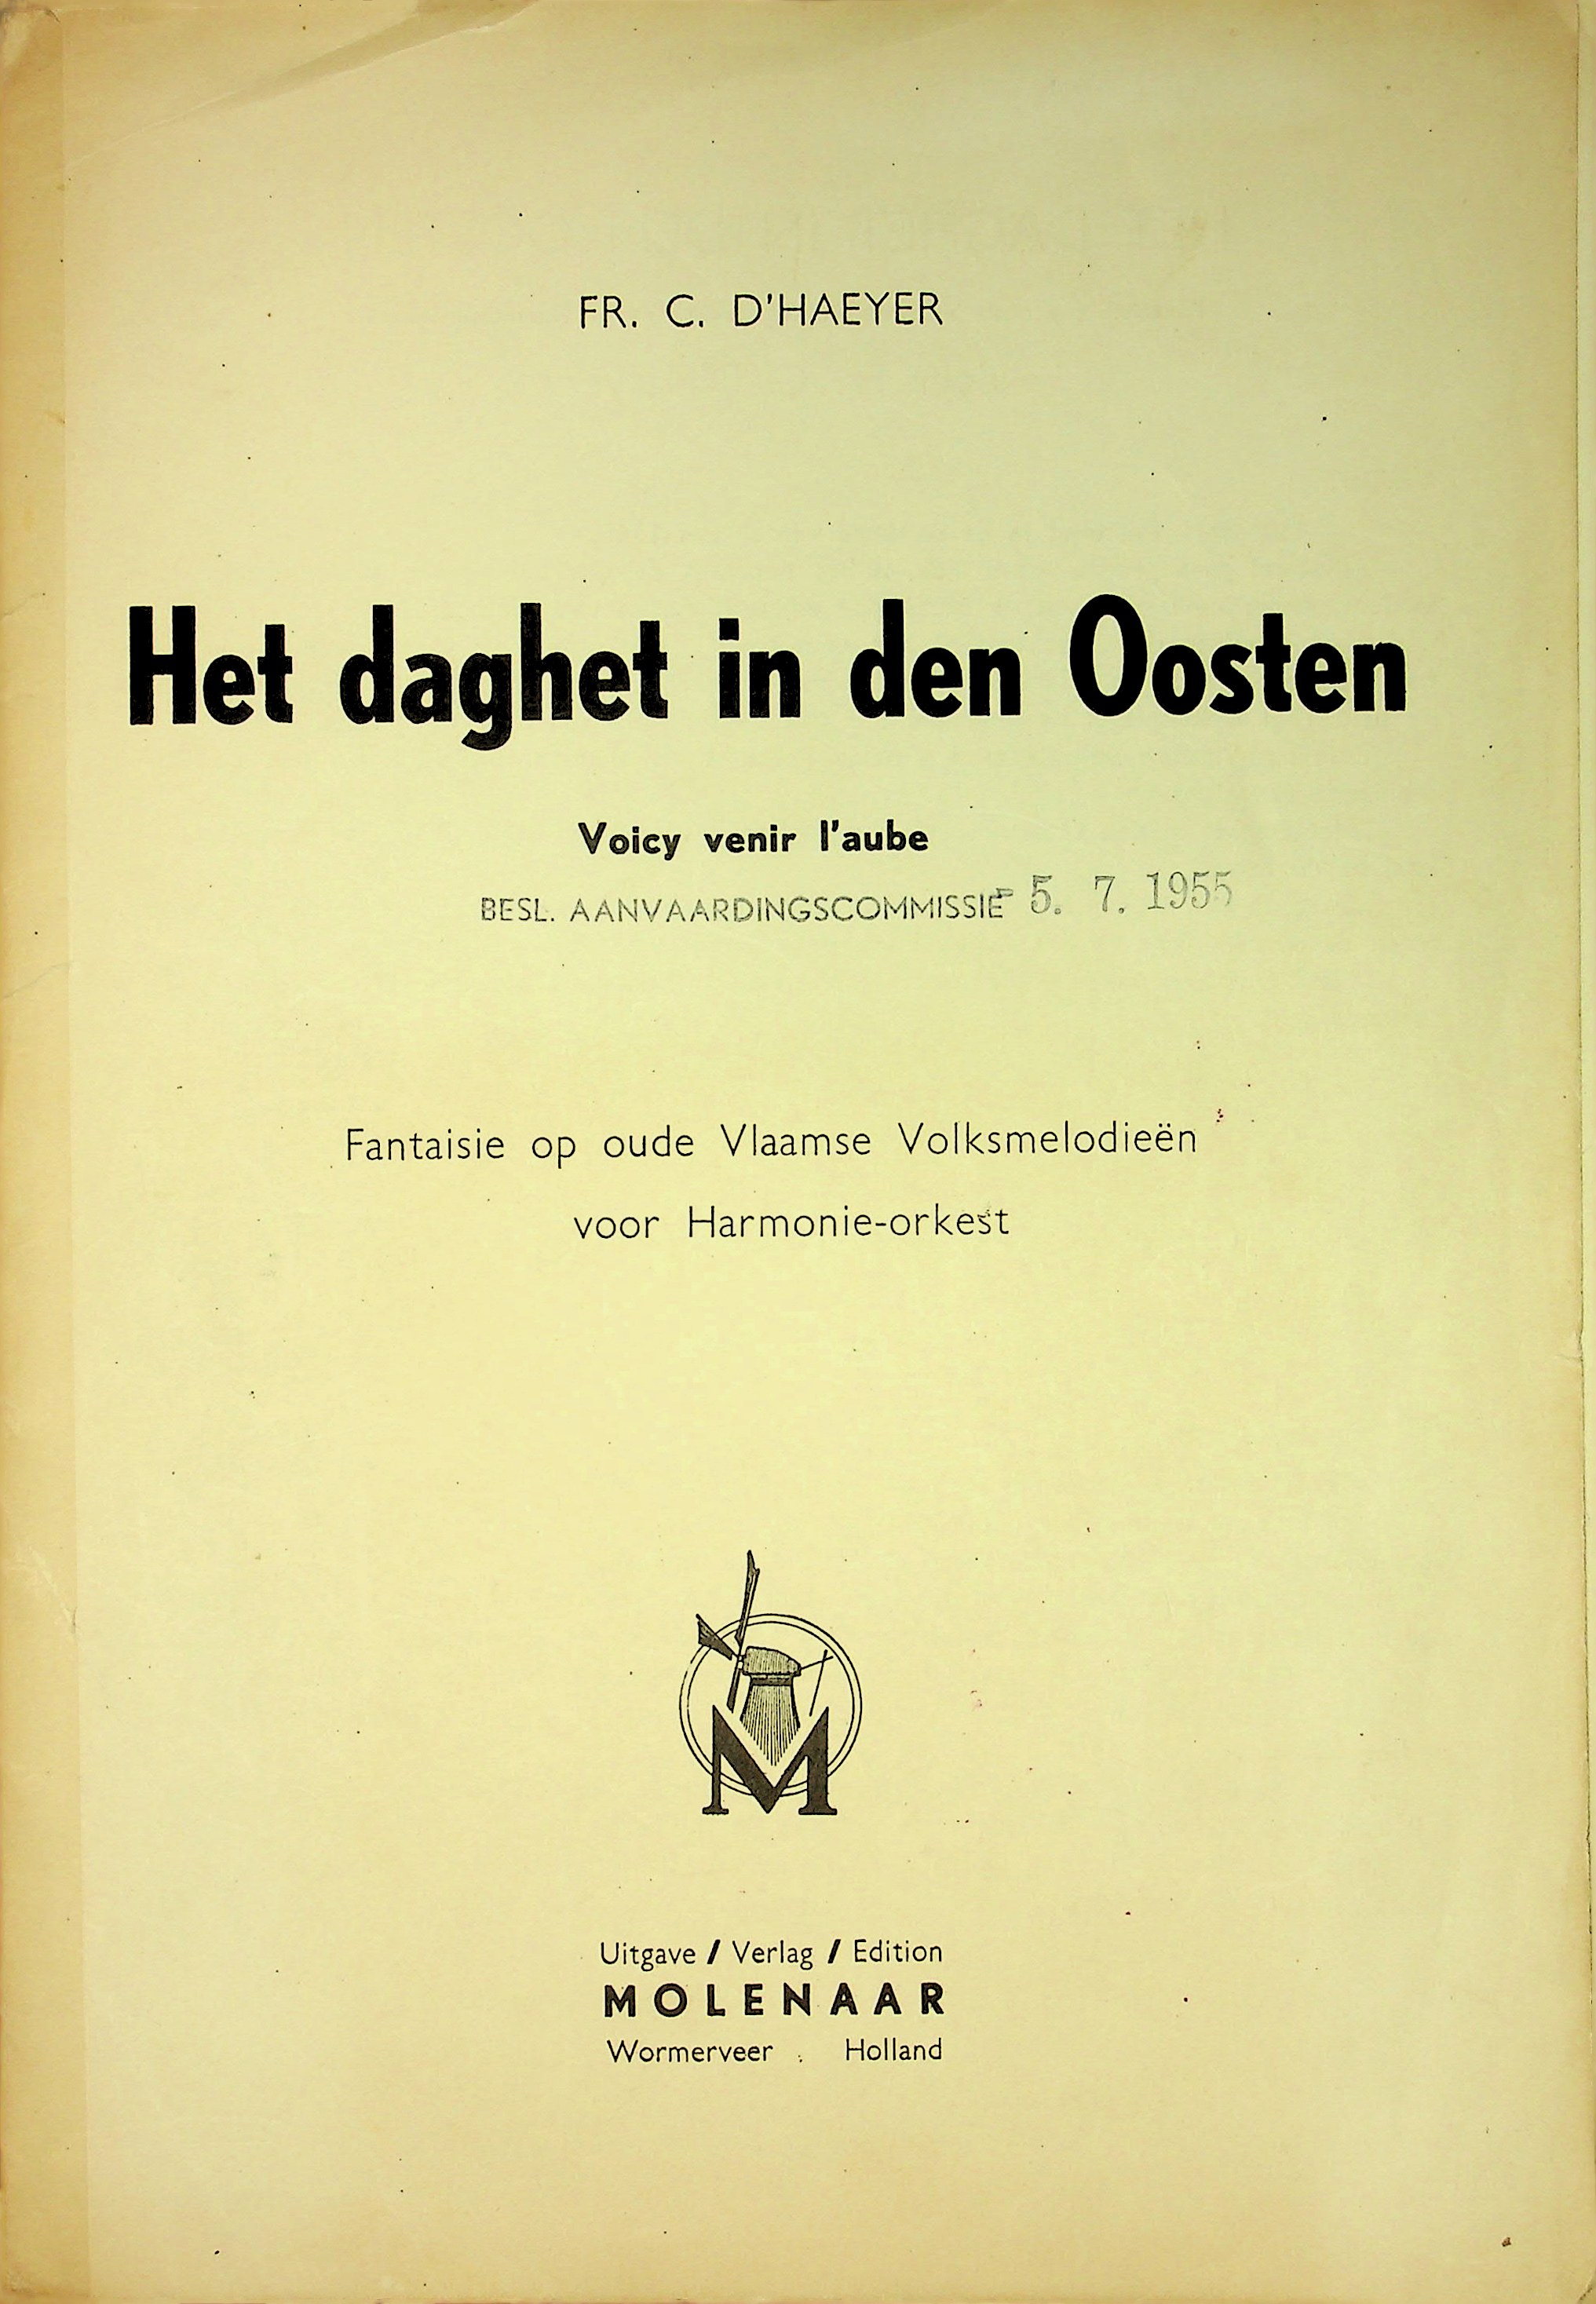 FR. C. D'HAEYER
Het daghet in den Oosten
Voicy venir l'aube
BESL. AANVAARDINGSCOMMISSIE - 5. 7. 1955
Fantaisie op oude Vlaamse Volksmelodieën
voor Harmonie-orkest
M
Uitgave / Verlag / Edition
MOLENAAR
Wormerveer . Holland